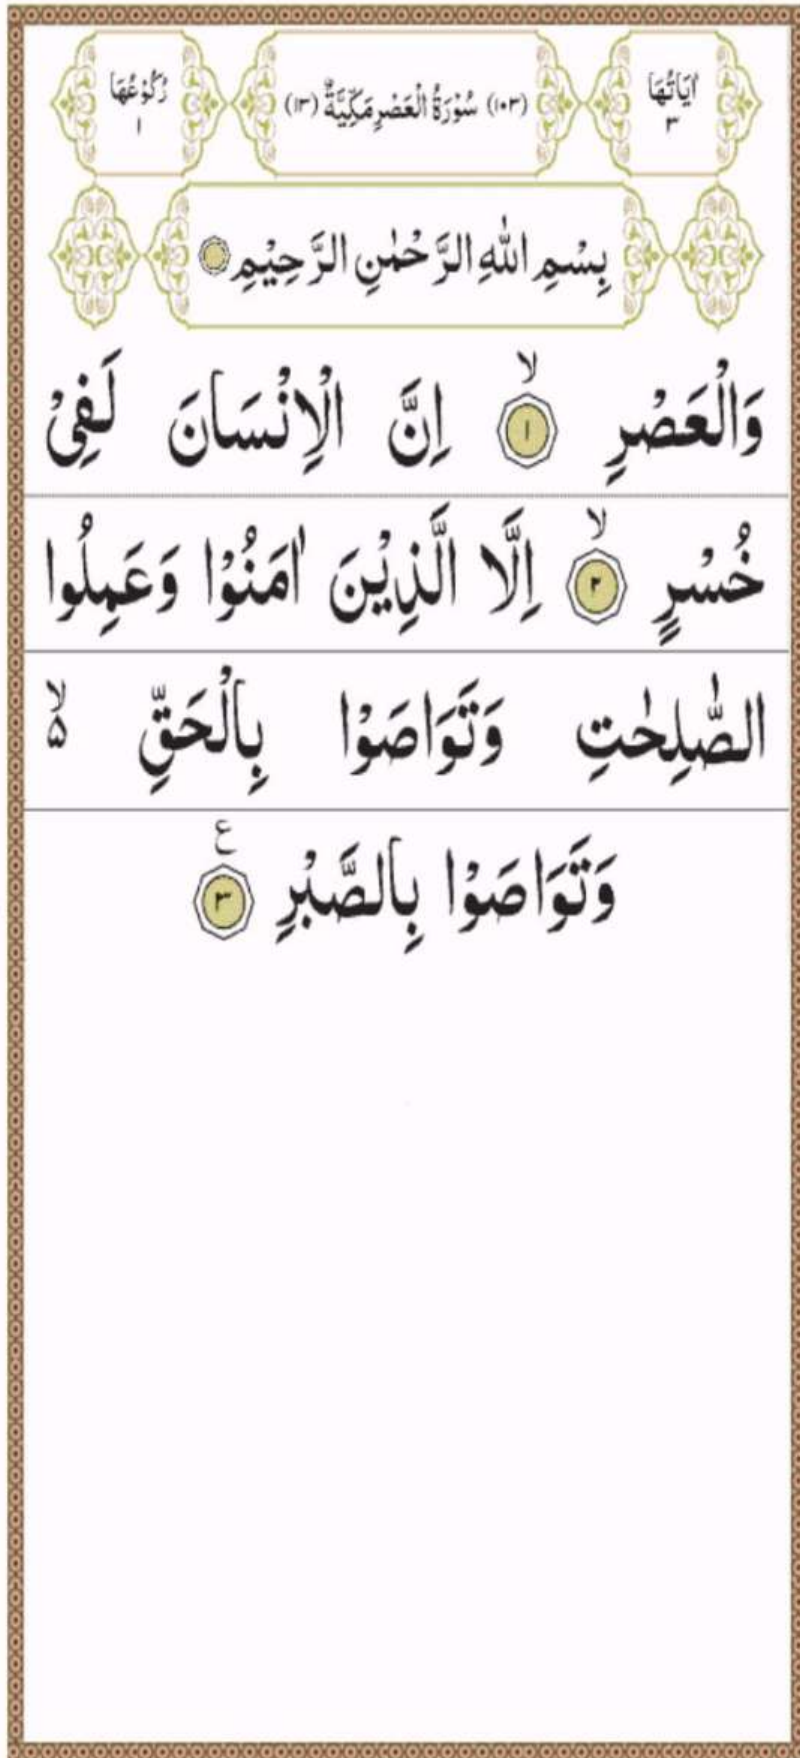 اٰيَاتُهَا ٣
(١٠٣) سُوْرَةُ الْعَصْرِ مَكِّيَّةٌ (١٣)
رُكُوْعُهَا ١
بِسْمِ اللّٰهِ الرَّحْمٰنِ الرَّحِيْمِ
وَالْعَصْرِ ۙ ١ اِنَّ الْاِنْسَانَ لَفِىْ
خُسْرٍ ۙ ٢ اِلَّا الَّذِيْنَ اٰمَنُوْا وَعَمِلُوا
الصّٰلِحٰتِ وَتَوَاصَوْا بِالْحَقِّ ۙ۵
وَتَوَاصَوْا بِالصَّبْرِ ٣ ع